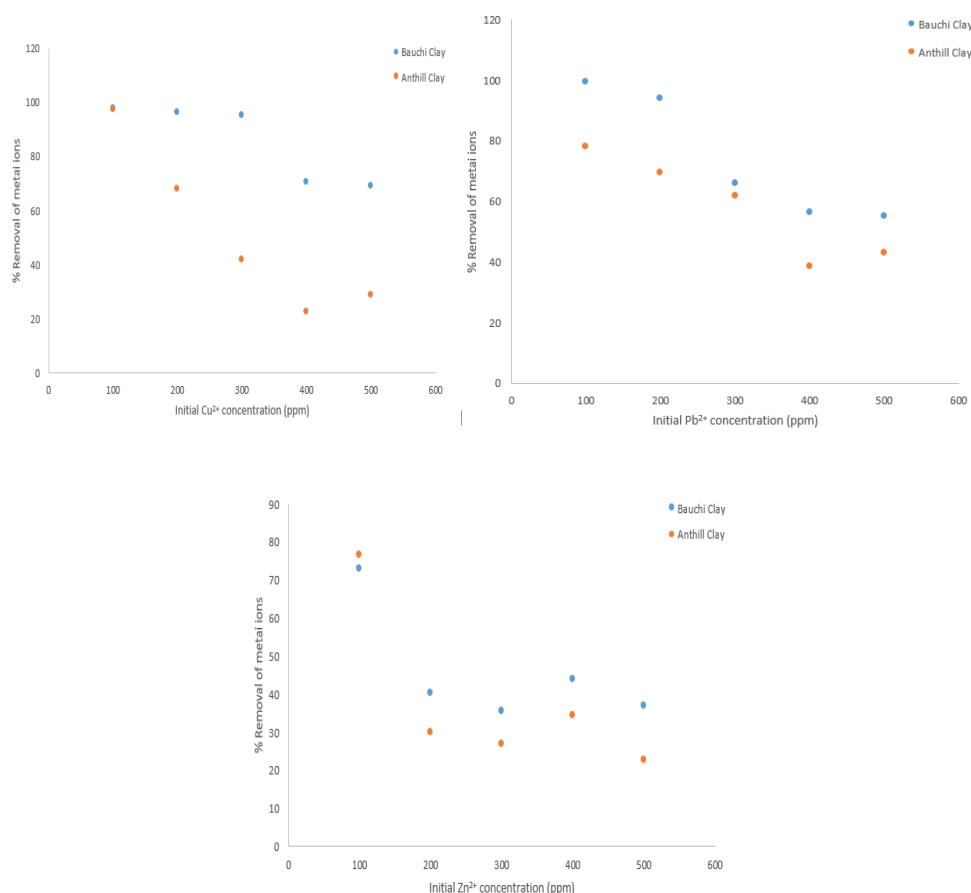 Bauchi Clay
Anthill Clay
120
100
80
60
40
20
0
% Removal of metal ions
0 100 200 300 400 500 600
Initial Cu²⁺ concentration (ppm)
Bauchi Clay
Anthill Clay
120
100
80
60
40
20
0
% Removal of metal ions
0 100 200 300 400 500 600
Initial Pb²⁺ concentration (ppm)
Bauchi Clay
Anthill Clay
90
80
70
60
50
40
30
20
10
0
% Removal of metal ions
0 100 200 300 400 500 600
Initial Zn²⁺ concentration (ppm)